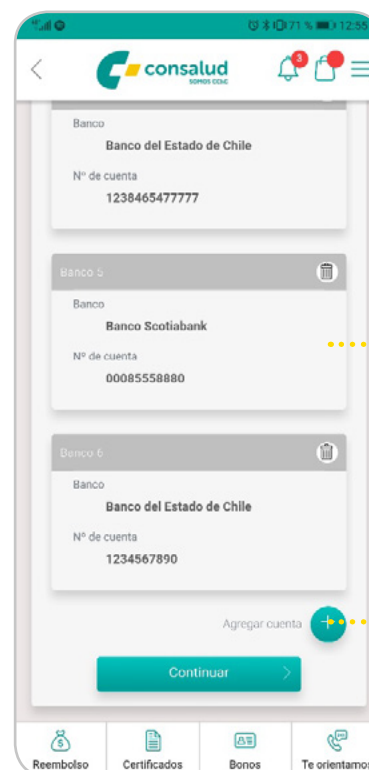 71 % 12:55
consalud
SOMOS CChC
3
Banco
Banco del Estado de Chile
Nº de cuenta
1238465477777
Banco 5
Banco
Banco Scotiabank
Nº de cuenta
00085558880
Banco 6
Banco
Banco del Estado de Chile
Nº de cuenta
1234567890
Agregar cuenta
Continuar
Reembolso Certificados Bonos Te orientamos